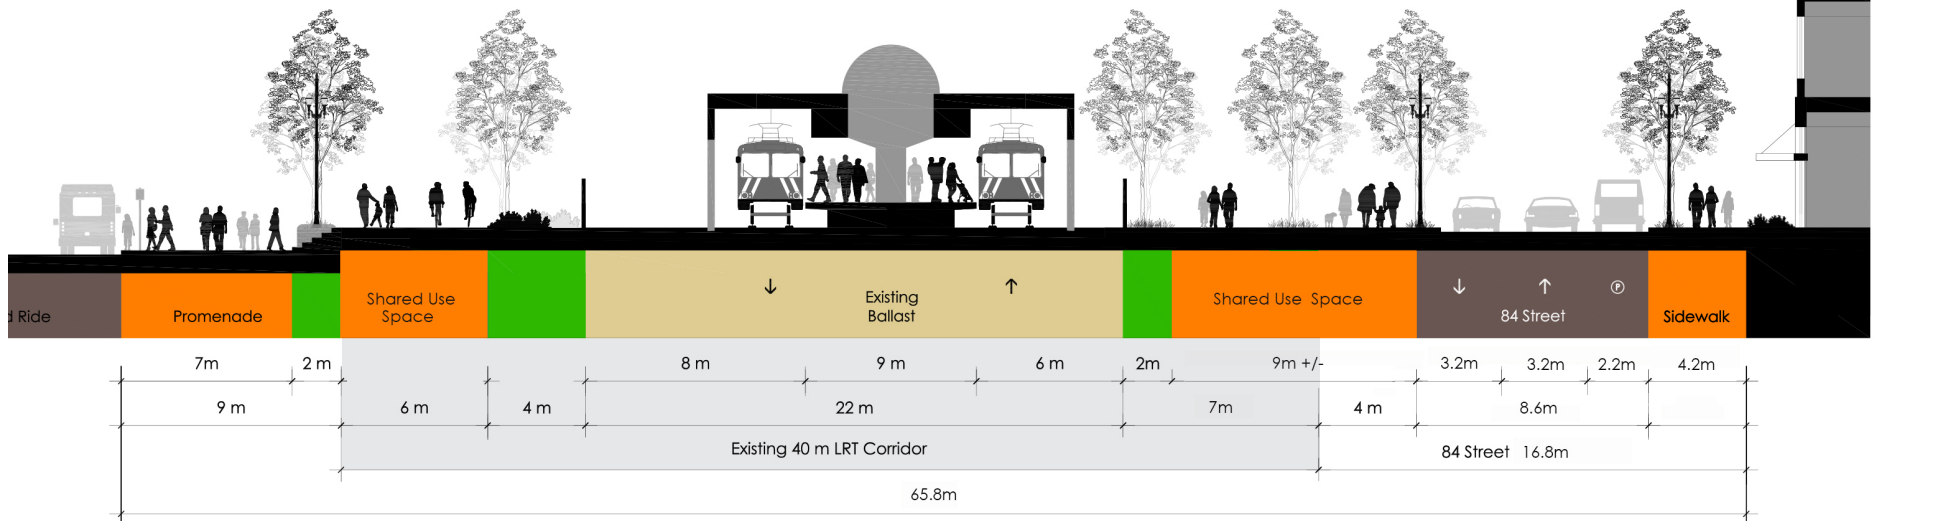 d Ride
Promenade
Shared Use
Space
Existing
Ballast
Shared Use Space
P
84 Street
Sidewalk
7m
2 m
8 m
9 m
6 m
2m
9m +/-
3.2m
3.2m
2.2m
4.2m
9 m
6 m
4 m
22 m
7m
4 m
8.6m
Existing 40 m LRT Corridor
84 Street 16.8m
65.8m